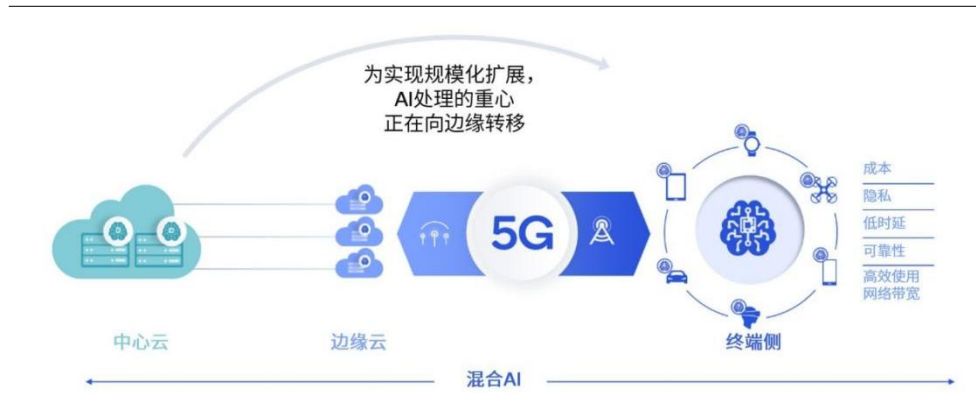 为实现规模化扩展，
AI处理的重心
正在向边缘转移
5G
成本
隐私
低时延
可靠性
高效使用
网络带宽
中心云
边缘云
终端侧
混合AI